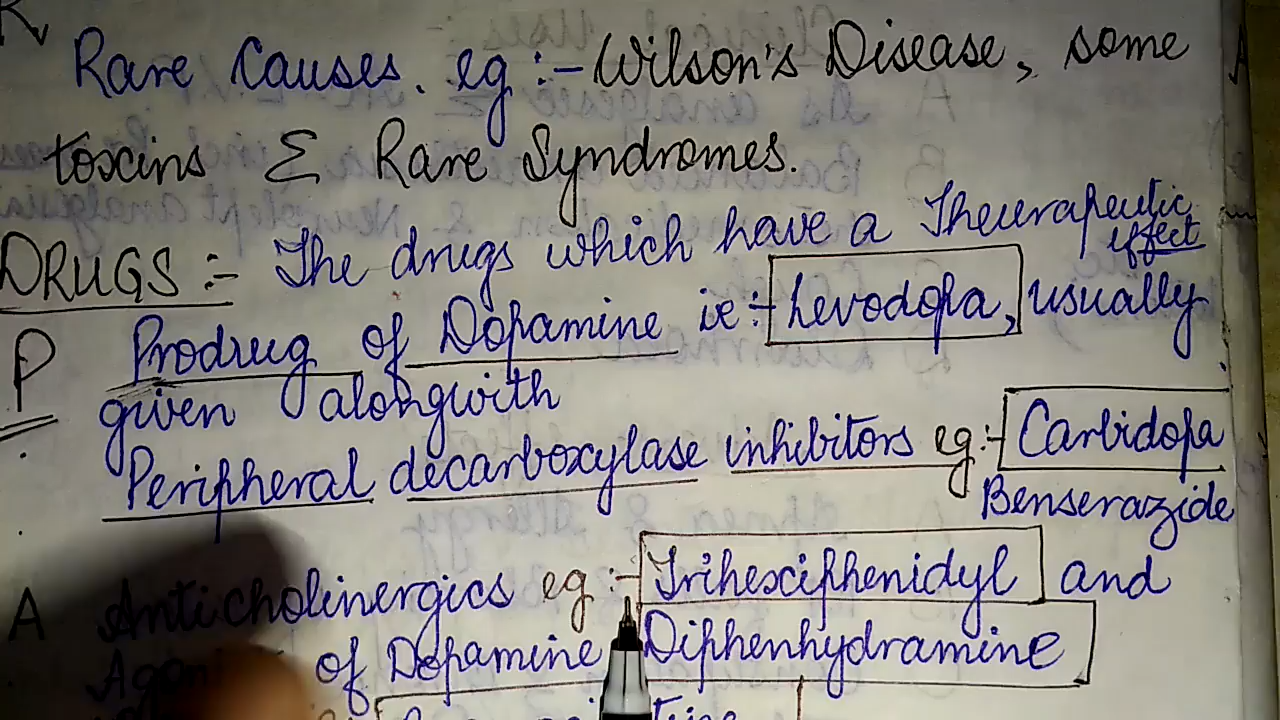 Rare Causes. eg :- Wilson's Disease, some
toxins & Rare Syndromes.
DRUGS :- The drugs which have a Theurapeutic
effect
P Prodrug of Dopamine ie :- Levodopa, usually
given alongwith
Peripheral decarboxylase inhibitors eg :- Carbidopa
Benserazide
A Anticholinergics eg :- Trihexiphenidyl and
of Dopamine Diphenhydramine